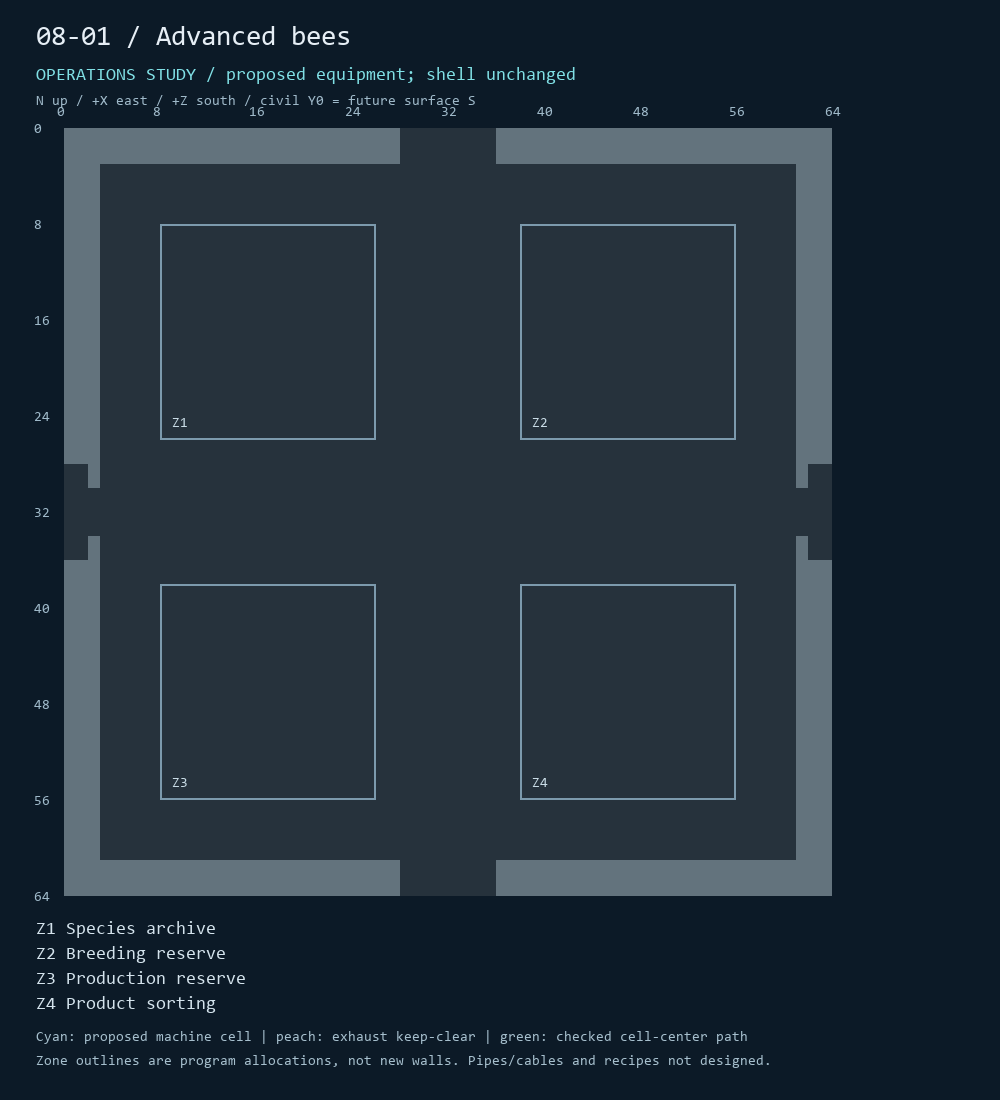 08-01 / Advanced bees
OPERATIONS STUDY / proposed equipment; shell unchanged
N up / +X east / +Z south / civil Y0 = future surface S
0 8 16 24 32 40 48 56 64
0
8
16
24
Z1 Z2
32
40
48
Z3 Z4
56
64
Z1 Species archive
Z2 Breeding reserve
Z3 Production reserve
Z4 Product sorting
Cyan: proposed machine cell | peach: exhaust keep-clear | green: checked cell-center path
Zone outlines are program allocations, not new walls. Pipes/cables and recipes not designed.